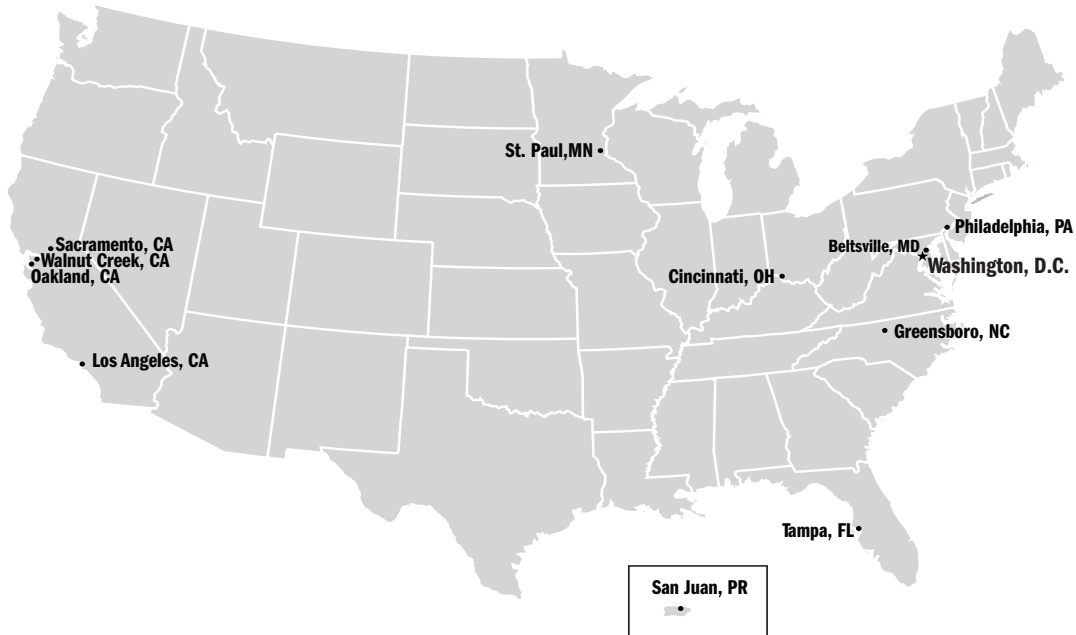 St. Paul,MN
Philadelphia, PA
Sacramento, CA
Beltsville, MD
Walnut Creek, CA
Washington, D.C.
Oakland, CA
Cincinnati, OH
Greensboro, NC
Los Angeles, CA
Tampa, FL
San Juan, PR